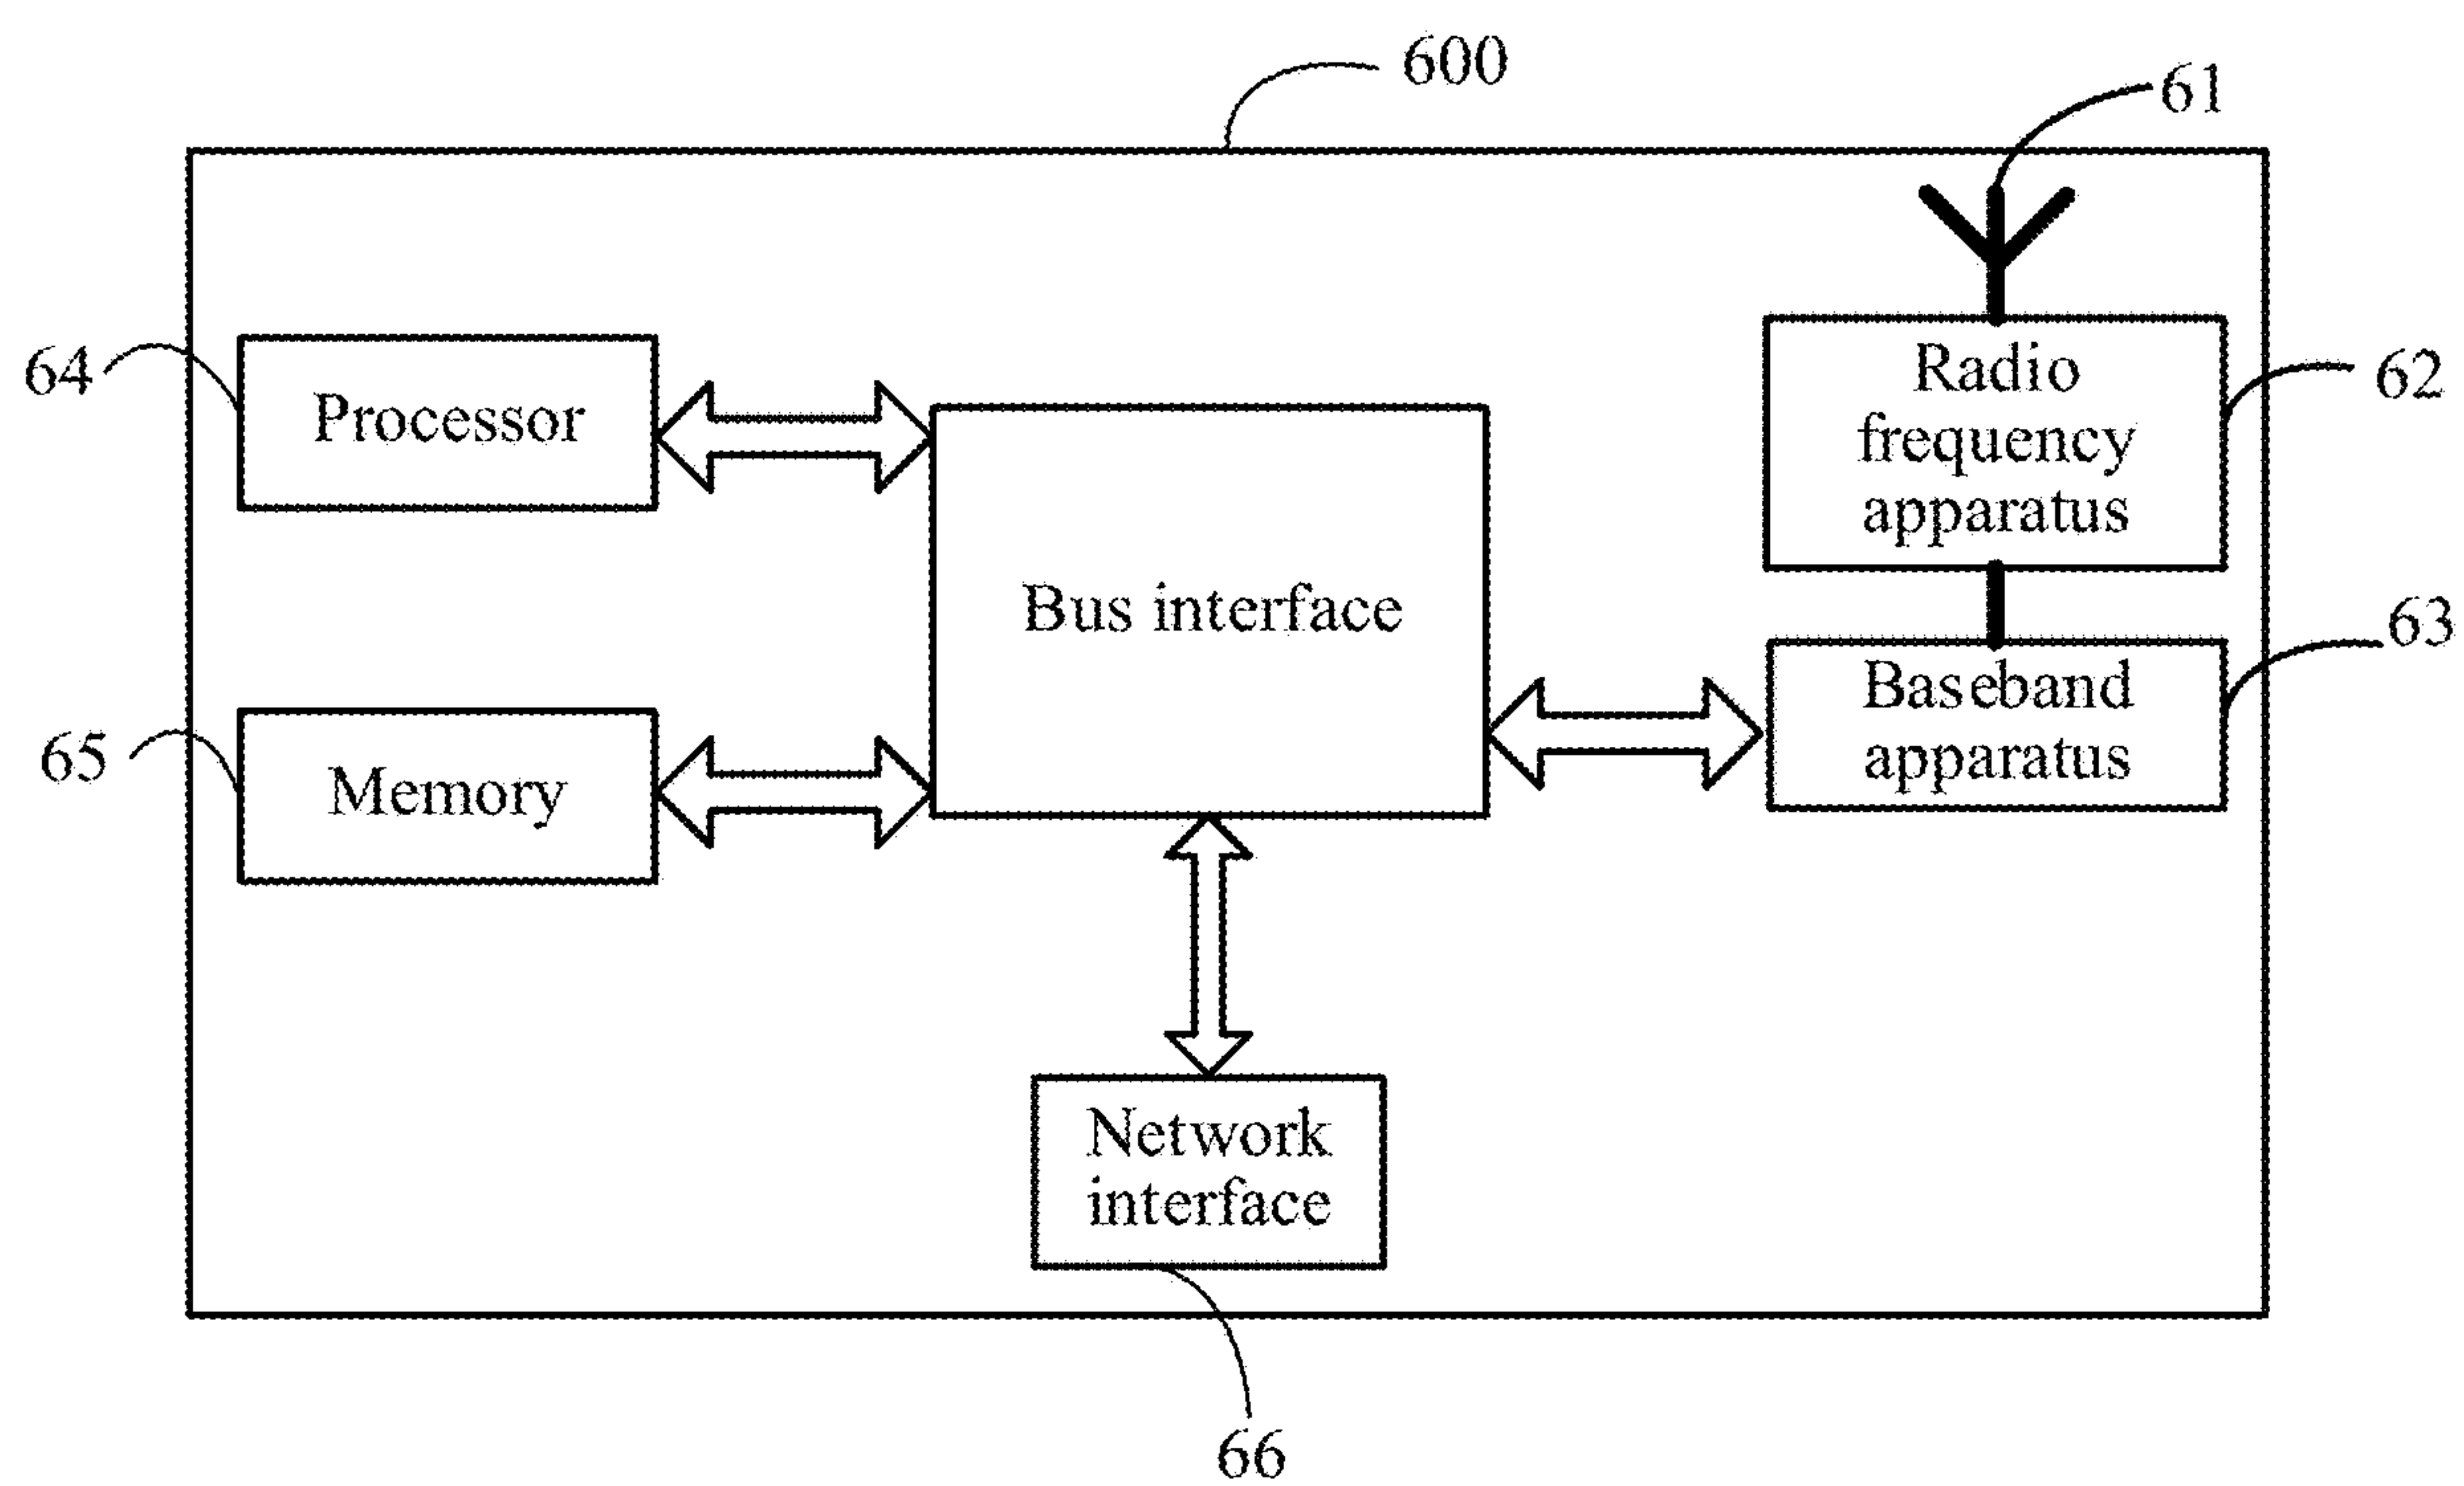 600
61
64
Processor
Radio
frequency
apparatus
62
Bus interface
63
Baseband
apparatus
65
Memory
Network
interface
66